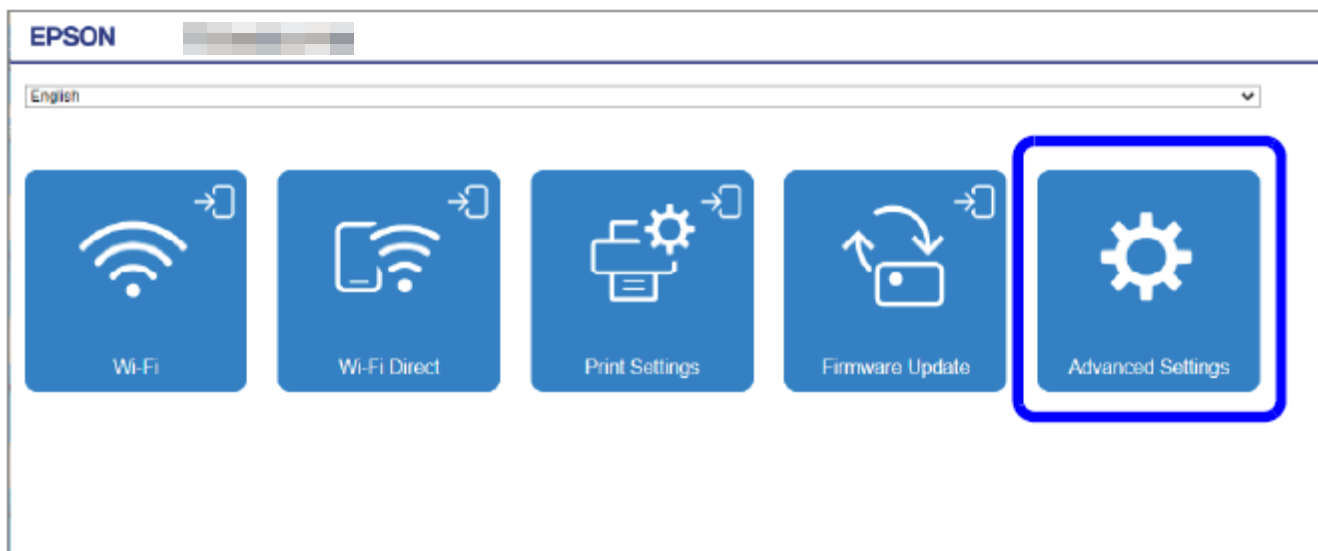 EPSON
English
Wi-Fi
Wi-Fi Direct
Print Settings
Firmware Update
Advanced Settings